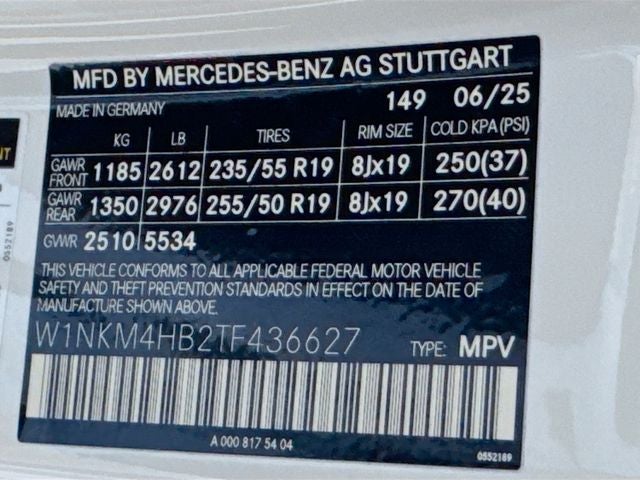 MFD BY MERCEDES-BENZ AG STUTTGART
MADE IN GERMANY 149 06/25
KG LB TIRES RIM SIZE COLD KPA (PSI)
GAWR FRONT 1185 2612 235/55 R19 8Jx19 250(37)
GAWR REAR 1350 2976 255/50 R19 8Jx19 270(40)
GVWR 2510 5534
THIS VEHICLE CONFORMS TO ALL APPLICABLE FEDERAL MOTOR VEHICLE
SAFETY AND THEFT PREVENTION STANDARDS IN EFFECT ON THE DATE OF
MANUFACTURE SHOWN ABOVE.
W1NKM4HB2TF436627 TYPE: MPV
A 000 817 54 04
0552189
0552189